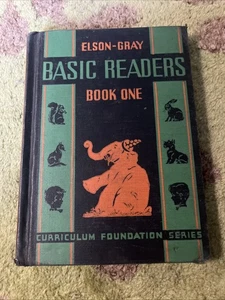 ELSON-GRAY
BASIC READERS
BOOK ONE
CURRICULUM FOUNDATION SERIES